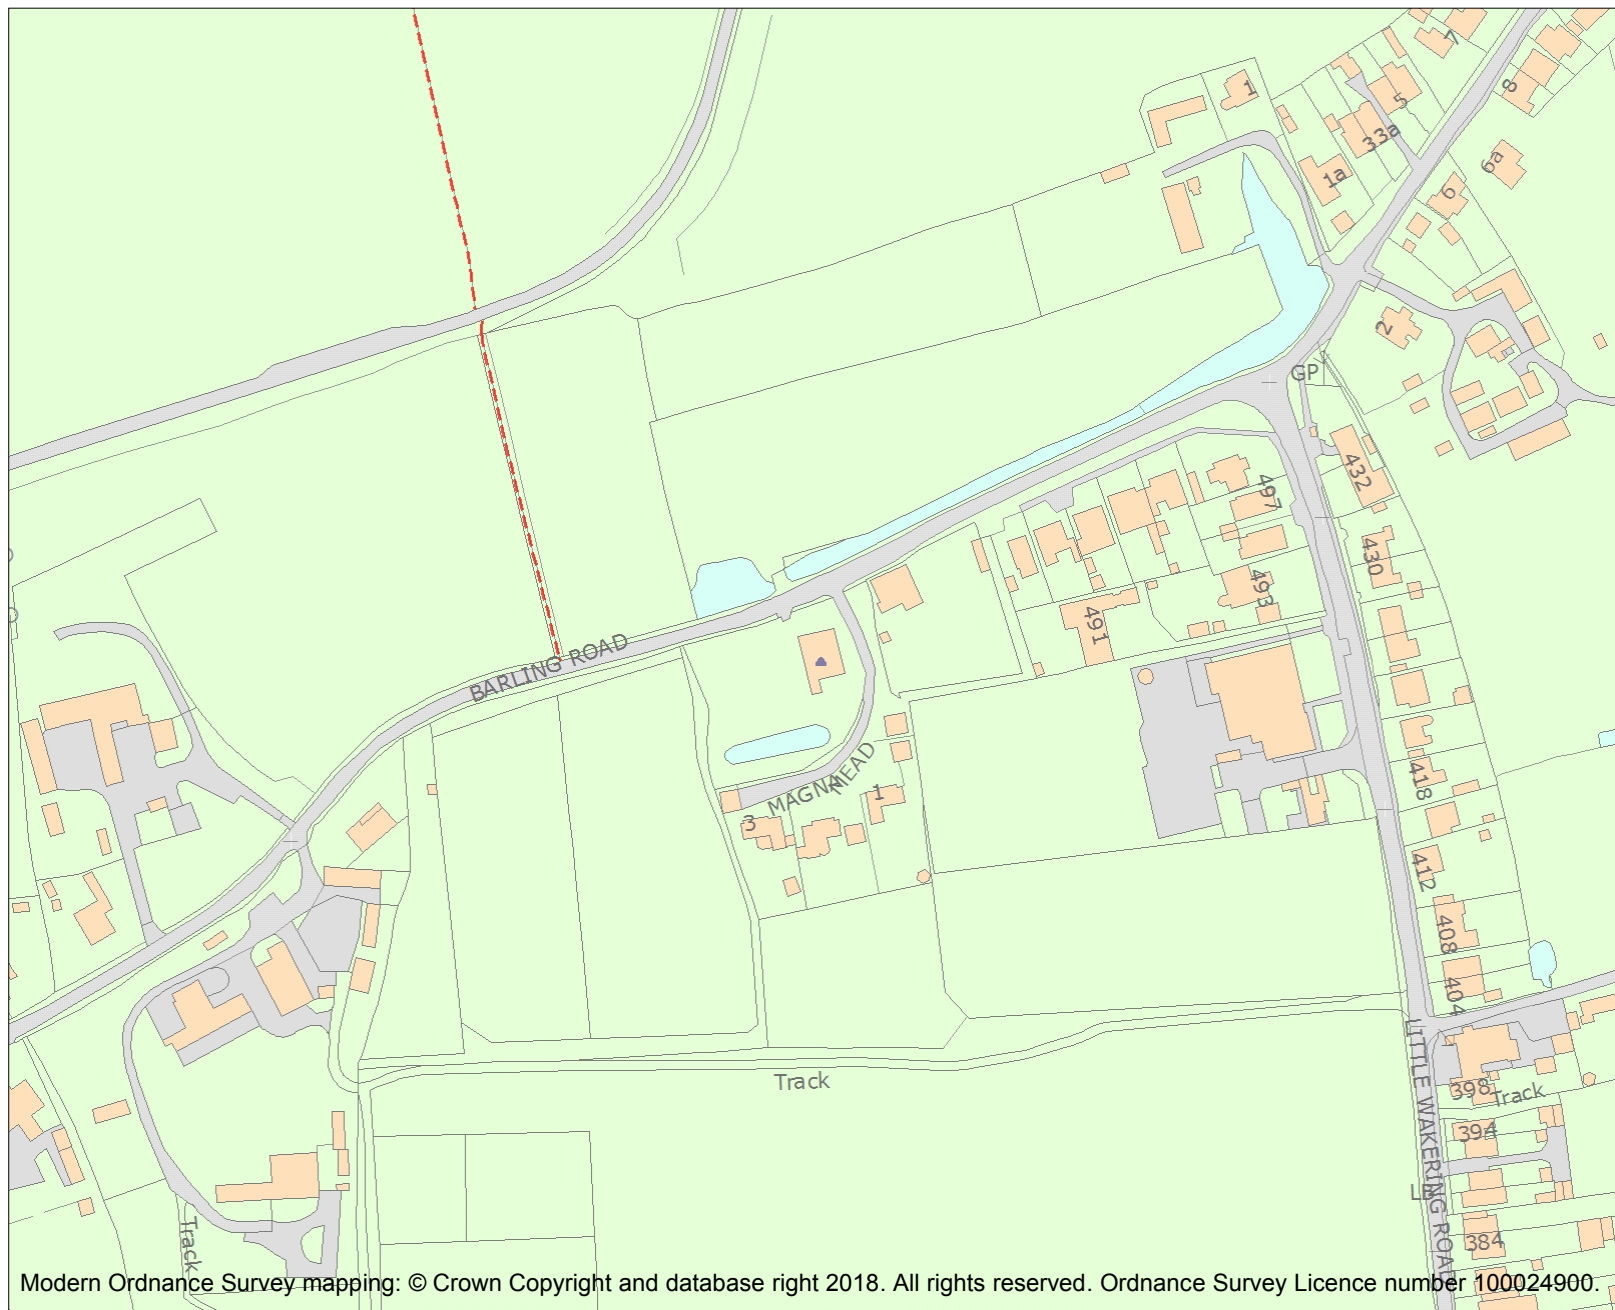 7
8
1
5
33a
6a
1a
6
2
GP
432
497
430
493
491
BARLING ROAD
418
MAGNA
MEAD
1
3
412
408
404
LITTLE WAKERING ROAD
Track
398
Track
394
LB
Track
384
Modern Ordnance Survey mapping: © Crown Copyright and database right 2018. All rights reserved. Ordnance Survey Licence number 100024900.